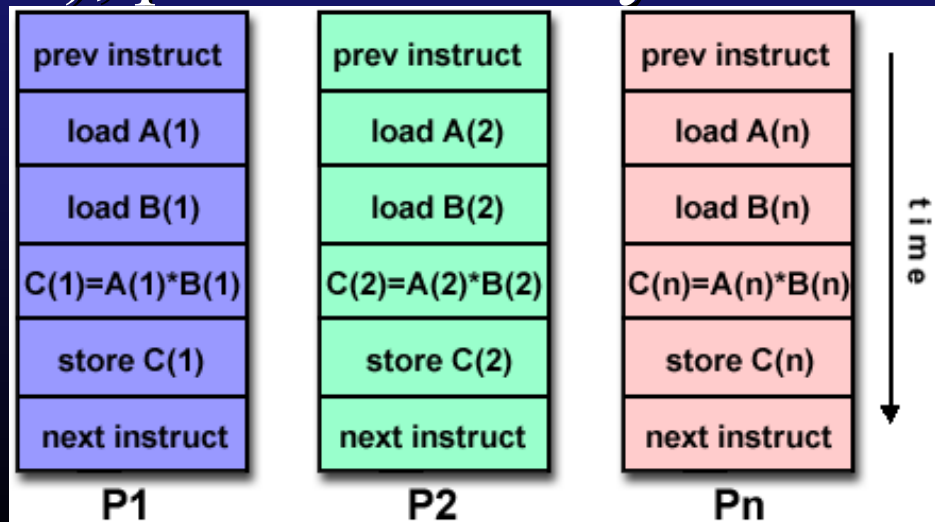 prev instruct prev instruct prev instruct
load A(1) load A(2) load A(n)
load B(1) load B(2) load B(n)
C(1)=A(1)*B(1) C(2)=A(2)*B(2) C(n)=A(n)*B(n)
store C(1) store C(2) store C(n)
next instruct next instruct next instruct
time
P1 P2 Pn